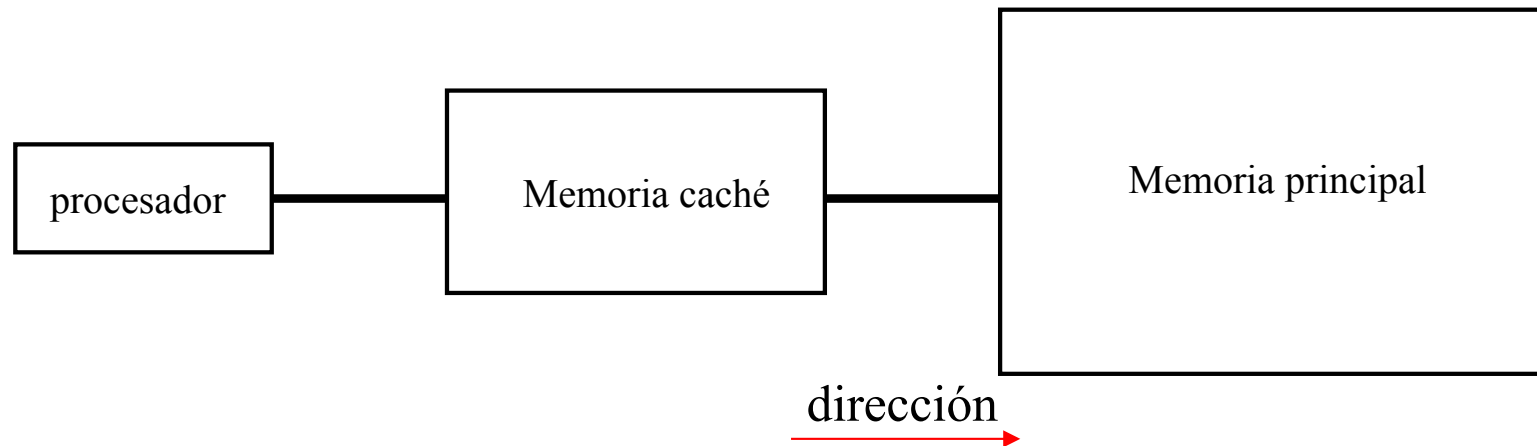 procesador
Memoria caché
Memoria principal
dirección